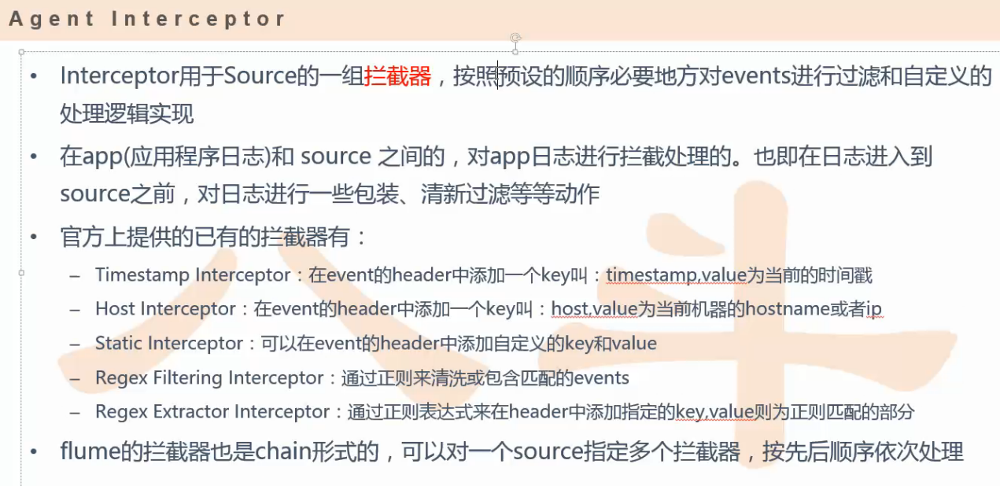 Agent Interceptor
• Interceptor用于Source的一组拦截器，按照预设的顺序必要地方对events进行过滤和自定义的
处理逻辑实现
• 在app(应用程序日志)和 source 之间的，对app日志进行拦截处理的。也即在日志进入到
source之前，对日志进行一些包装、清新过滤等等动作
• 官方上提供的已有的拦截器有：
– Timestamp Interceptor：在event的header中添加一个key叫：timestamp,value为当前的时间戳
– Host Interceptor：在event的header中添加一个key叫：host,value为当前机器的hostname或者ip
– Static Interceptor：可以在event的header中添加自定义的key和value
– Regex Filtering Interceptor：通过正则来清洗或包含匹配的events
– Regex Extractor Interceptor：通过正则表达式来在header中添加指定的key,value则为正则匹配的部分
• flume的拦截器也是chain形式的，可以对一个source指定多个拦截器，按先后顺序依次处理
八斗